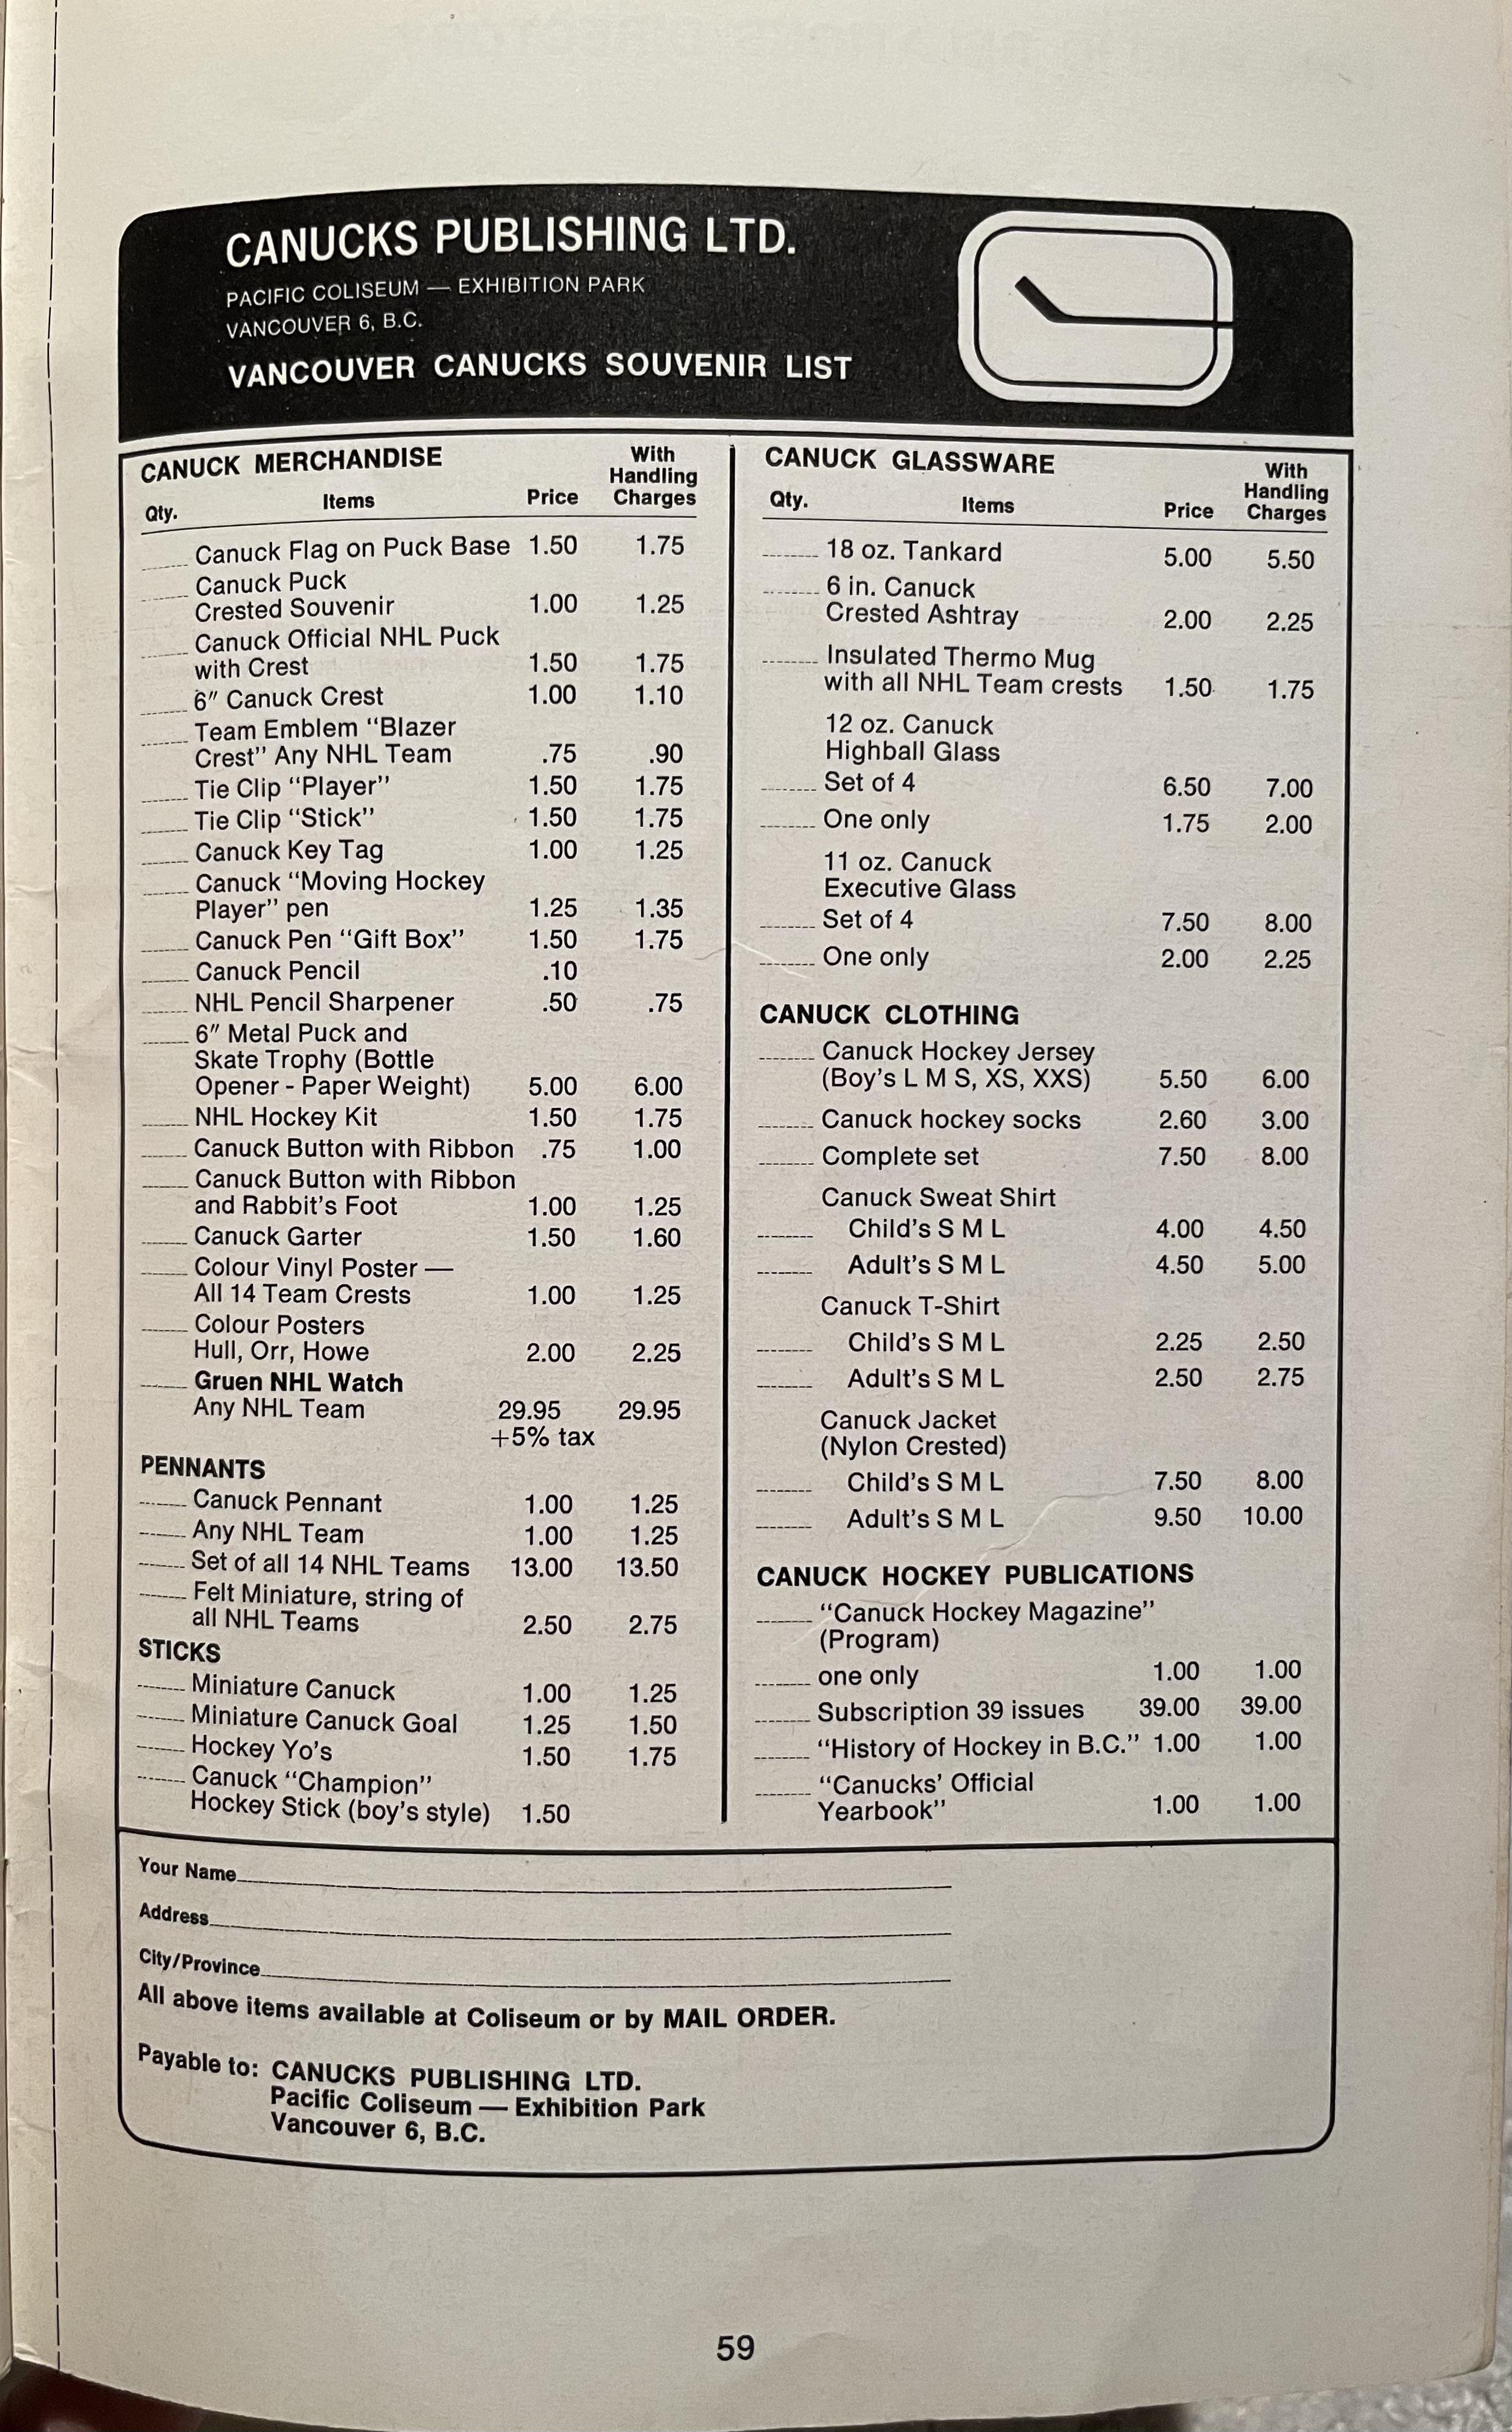 CANUCKS PUBLISHING LTD.
PACIFIC COLISEUM — EXHIBITION PARK
VANCOUVER 6, B.C.
VANCOUVER CANUCKS SOUVENIR LIST
CANUCK MERCHANDISE
Qty. Items Price With Handling Charges
Canuck Flag on Puck Base 1.50 1.75
Canuck Puck
Crested Souvenir 1.00 1.25
Canuck Official NHL Puck
with Crest 1.50 1.75
6" Canuck Crest 1.00 1.10
Team Emblem "Blazer
Crest" Any NHL Team .75 .90
Tie Clip "Player" 1.50 1.75
Tie Clip "Stick" 1.50 1.75
Canuck Key Tag 1.00 1.25
Canuck "Moving Hockey
Player" pen 1.25 1.35
Canuck Pen "Gift Box" 1.50 1.75
Canuck Pencil .10
NHL Pencil Sharpener .50 .75
6" Metal Puck and
Skate Trophy (Bottle
Opener - Paper Weight) 5.00 6.00
NHL Hockey Kit 1.50 1.75
Canuck Button with Ribbon .75 1.00
Canuck Button with Ribbon
and Rabbit's Foot 1.00 1.25
Canuck Garter 1.50 1.60
Colour Vinyl Poster —
All 14 Team Crests 1.00 1.25
Colour Posters
Hull, Orr, Howe 2.00 2.25
Gruen NHL Watch
Any NHL Team 29.95 29.95
+5% tax
PENNANTS
Canuck Pennant 1.00 1.25
Any NHL Team 1.00 1.25
Set of all 14 NHL Teams 13.00 13.50
Felt Miniature, string of
all NHL Teams 2.50 2.75
STICKS
Miniature Canuck 1.00 1.25
Miniature Canuck Goal 1.25 1.50
Hockey Yo's 1.50 1.75
Canuck "Champion"
Hockey Stick (boy's style) 1.50
CANUCK GLASSWARE
Qty. Items Price With Handling Charges
18 oz. Tankard 5.00 5.50
6 in. Canuck
Crested Ashtray 2.00 2.25
Insulated Thermo Mug
with all NHL Team crests 1.50 1.75
12 oz. Canuck
Highball Glass
Set of 4 6.50 7.00
One only 1.75 2.00
11 oz. Canuck
Executive Glass
Set of 4 7.50 8.00
One only 2.00 2.25
CANUCK CLOTHING
Canuck Hockey Jersey
(Boy's L M S, XS, XXS) 5.50 6.00
Canuck hockey socks 2.60 3.00
Complete set 7.50 8.00
Canuck Sweat Shirt
Child's S M L 4.00 4.50
Adult's S M L 4.50 5.00
Canuck T-Shirt
Child's S M L 2.25 2.50
Adult's S M L 2.50 2.75
Canuck Jacket
(Nylon Crested)
Child's S M L 7.50 8.00
Adult's S M L 9.50 10.00
CANUCK HOCKEY PUBLICATIONS
"Canuck Hockey Magazine"
(Program)
one only 1.00 1.00
Subscription 39 issues 39.00 39.00
"History of Hockey in B.C." 1.00 1.00
"Canucks' Official
Yearbook" 1.00 1.00
Your Name
Address
City/Province
All above items available at Coliseum or by MAIL ORDER.
Payable to: CANUCKS PUBLISHING LTD.
Pacific Coliseum — Exhibition Park
Vancouver 6, B.C.
59